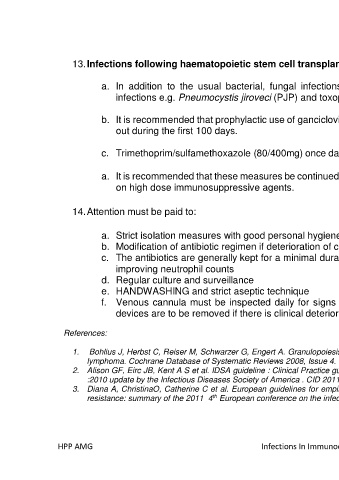 13. Infections following haematopoietic stem cell transplan
a. In addition to the usual bacterial, fungal infections
infections e.g. Pneumocystis jiroveci (PJP) and toxop
b. It is recommended that prophylactic use of ganciclovi
out during the first 100 days.
c. Trimethoprim/sulfamethoxazole (80/400mg) once da
a. It is recommended that these measures be continued
on high dose immunosuppressive agents.
14. Attention must be paid to:
a. Strict isolation measures with good personal hygiene
b. Modification of antibiotic regimen if deterioration of c
c. The antibiotics are generally kept for a minimal dura
improving neutrophil counts
d. Regular culture and surveillance
e. HANDWASHING and strict aseptic technique
f. Venous cannula must be inspected daily for signs
devices are to be removed if there is clinical deterior
References:
1. Bohlius J, Herbst C, Reiser M, Schwarzer G, Engert A. Granulopoiesis
lymphoma. Cochrane Database of Systematic Reviews 2008, Issue 4.
2. Alison GF, Eirc JB, Kent A S et al. IDSA guideline : Clinical Practice gu
:2010 update by the Infectious Diseases Society of America . CID 2011
3. Diana A, ChristinaO, Catherine C et al. European guidelines for empi
resistance: summary of the 2011 4th European conference on the infec
HPP AMG Infections In Immunoc